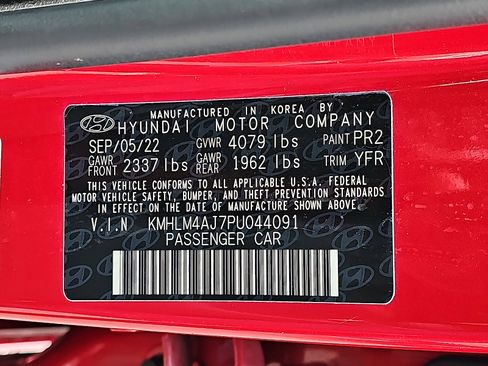 MANUFACTURED IN KOREA BY
HYUNDAI MOTOR COMPANY
SEP/05/22 GVWR 4079 lbs PAINT PR2
GAWR FRONT 2337 lbs GAWR REAR 1962 lbs TRIM YFR
THIS VEHICLE CONFORMS TO ALL APPLICABLE U.S.A. FEDERAL
MOTOR VEHICLE SAFETY, BUMPER, AND THEFT PREVENTION STANDARDS
IN EFFECT ON THE DATE OF MANUFACTURE SHOWN ABOVE.
V.I.N KMHLM4AJ7PU044091
PASSENGER CAR